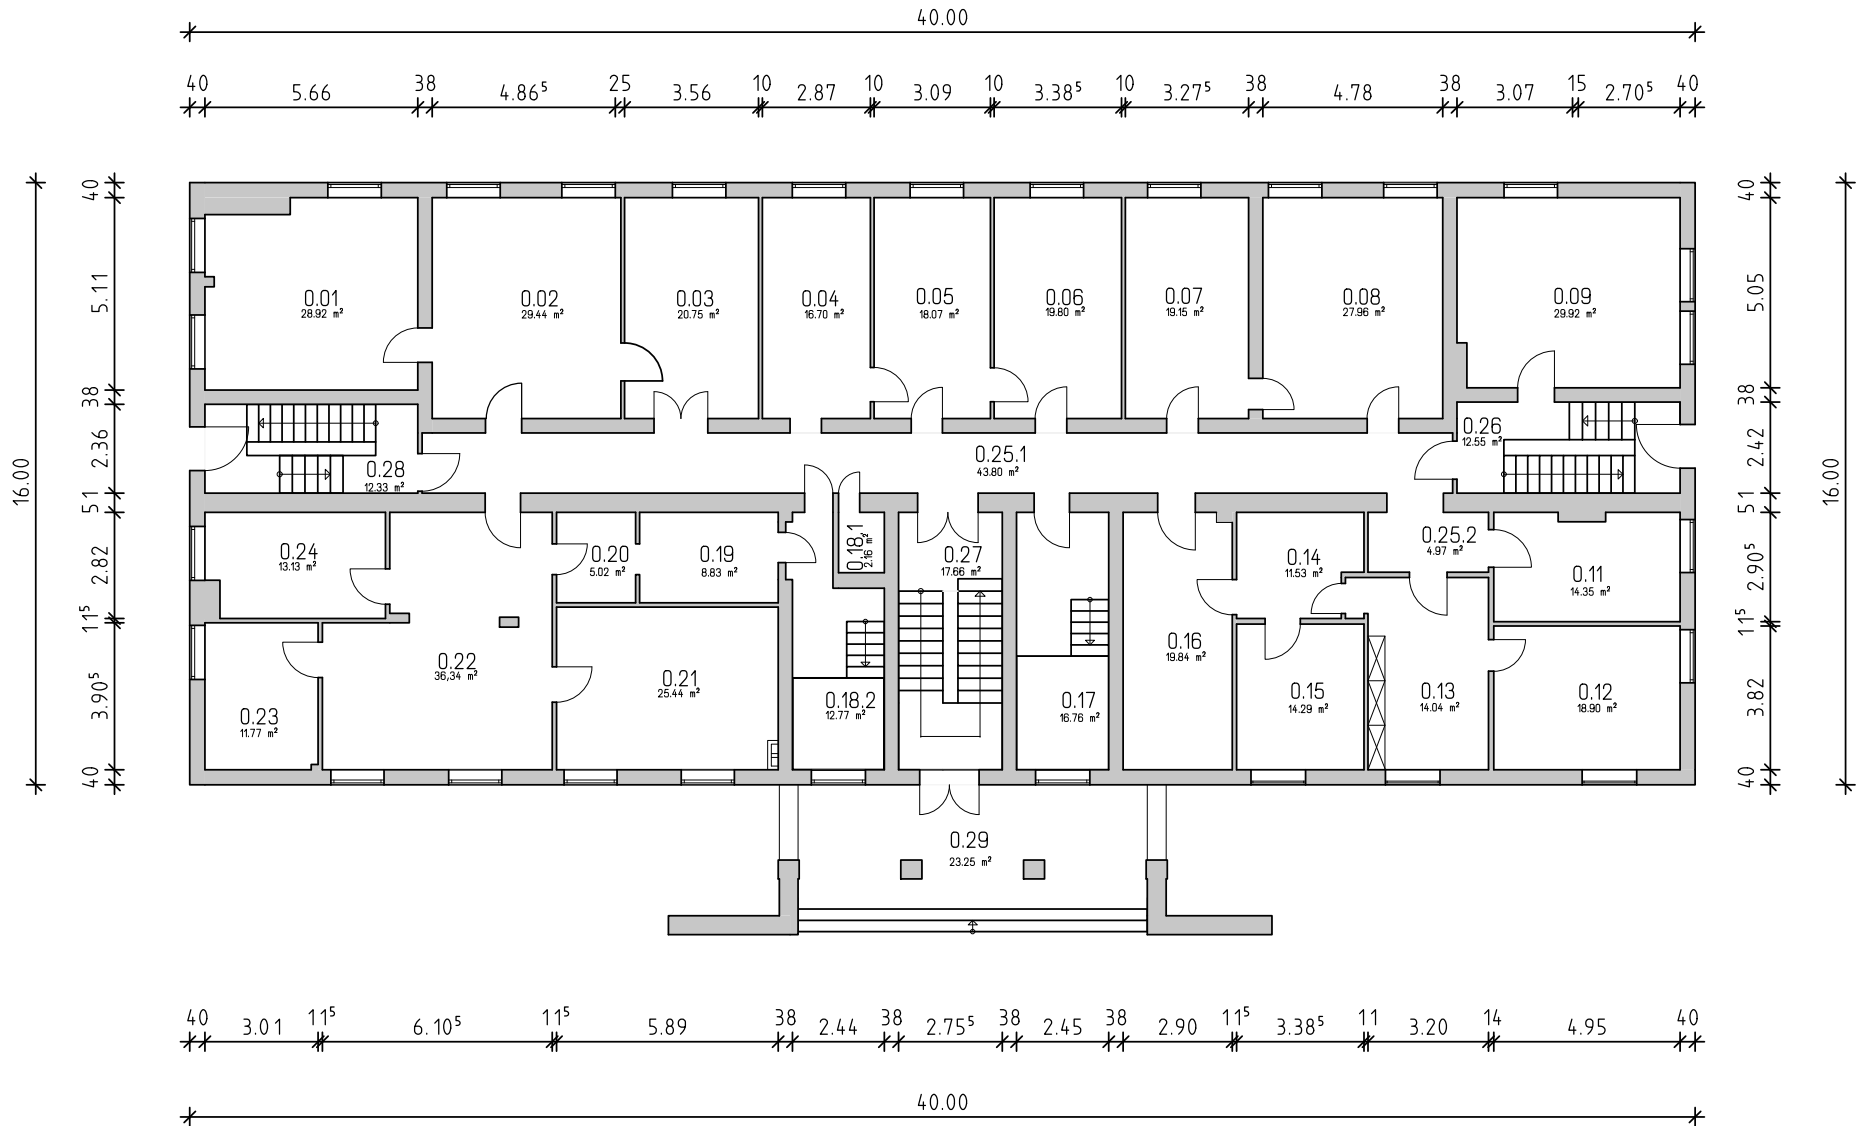 40.00
40 5.66 38 4.86⁵ 25 3.56 10 2.87 10 3.09 10 3.38⁵ 10 3.27⁵ 38 4.78 38 3.07 15 2.70⁵ 40
16.00
40
5.11
38
2.36
51
2.82
11⁵
3.90⁵
40
0.01
28.92 m²
0.02
29.44 m²
0.03
20.75 m²
0.04
16.70 m²
0.05
18.07 m²
0.06
19.80 m²
0.07
19.15 m²
0.08
27.96 m²
0.09
29.92 m²
0.28
12.33 m²
0.25.1
43.80 m²
0.26
12.55 m²
0.24
13.13 m²
0.20
5.02 m²
0.19
8.83 m²
0.18.1
2.16 m²
0.27
17.66 m²
0.14
11.53 m²
0.25.2
4.97 m²
0.11
14.35 m²
0.23
11.77 m²
0.22
36,34 m²
0.21
25.44 m²
0.18.2
12.77 m²
0.17
16.76 m²
0.16
19.84 m²
0.15
14.29 m²
0.13
14.04 m²
0.12
18.90 m²
0.29
23.25 m²
40
5.05
38
2.42
51
2.90⁵
11⁵
3.82
40
16.00
40 3.01 11⁵ 6.10⁵ 11⁵ 5.89 38 2.44 38 2.75⁵ 38 2.45 38 2.90 11⁵ 3.38⁵ 11 3.20 14 4.95 40
40.00